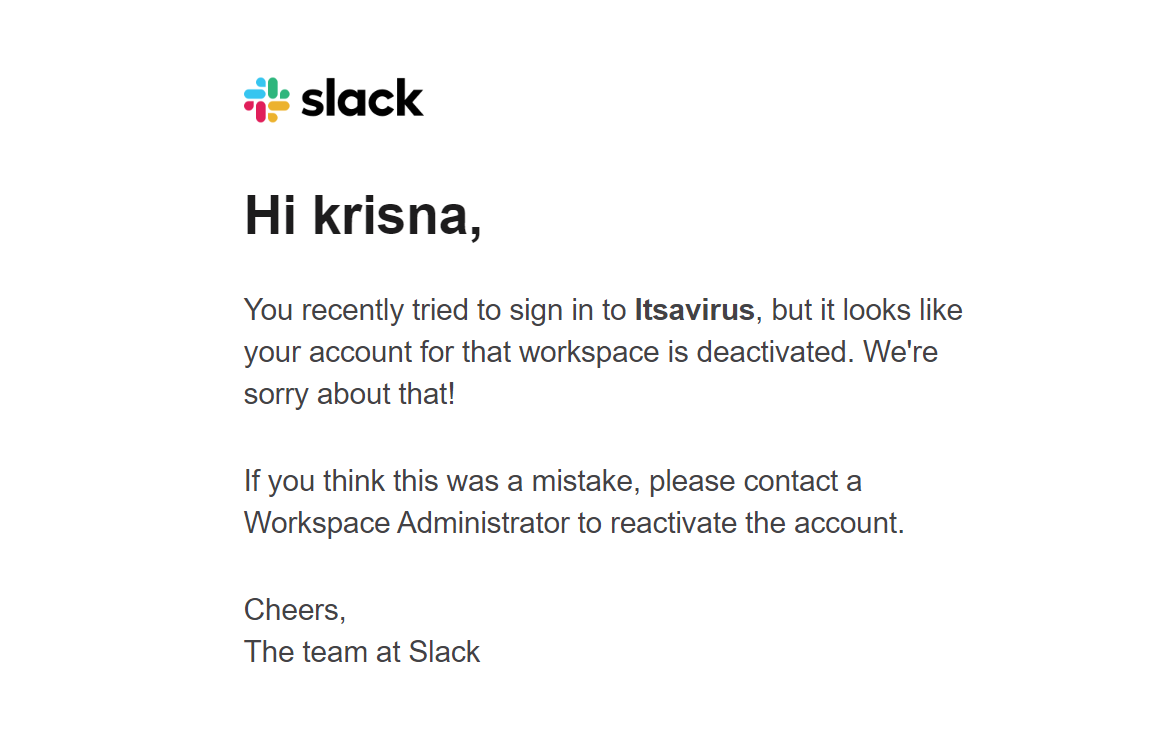 slack
Hi krisna,
You recently tried to sign in to Itsavirus, but it looks like
your account for that workspace is deactivated. We're
sorry about that!
If you think this was a mistake, please contact a
Workspace Administrator to reactivate the account.
Cheers,
The team at Slack